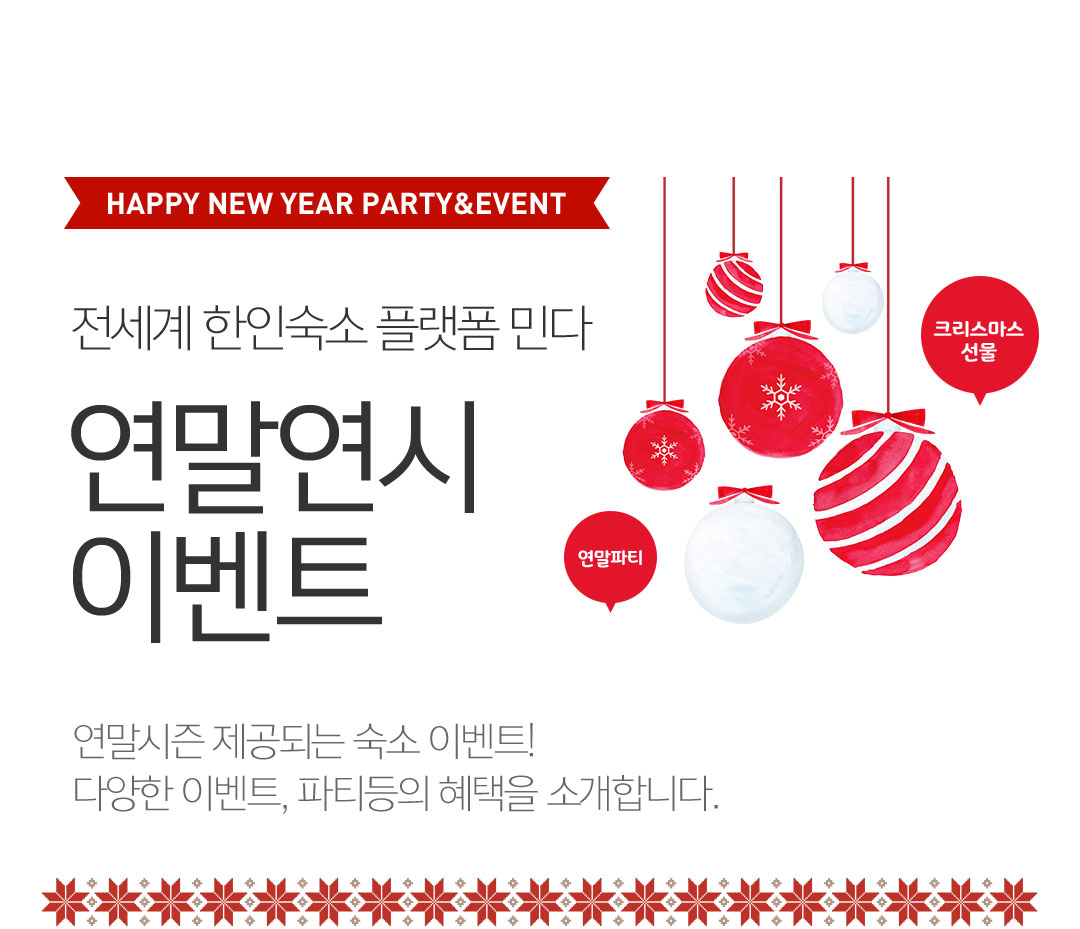 HAPPY NEW YEAR PARTY&EVENT
전세계 한인숙소 플랫폼 민다
연말연시
이벤트
크리스마스
선물
연말파티
연말시즌 제공되는 숙소 이벤트!
다양한 이벤트, 파티등의 혜택을 소개합니다.